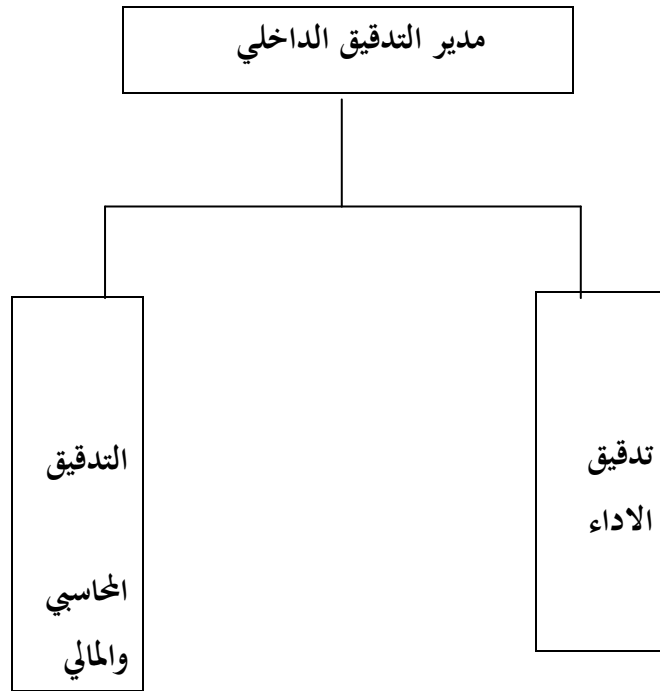 مدير التدقيق الداخلي
تدقيق
الاداء
التدقيق
المحاسبي
والمالي